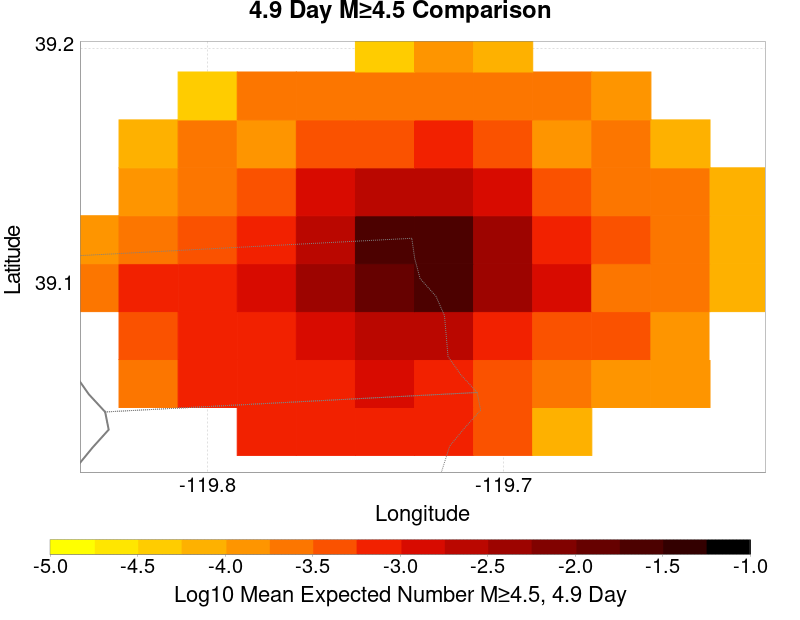 4.9 Day M≥4.5 Comparison
39.2
39.1
Latitude
-119.8
-119.7
Longitude
-5.0 -4.5 -4.0 -3.5 -3.0 -2.5 -2.0 -1.5 -1.0
Log10 Mean Expected Number M≥4.5, 4.9 Day